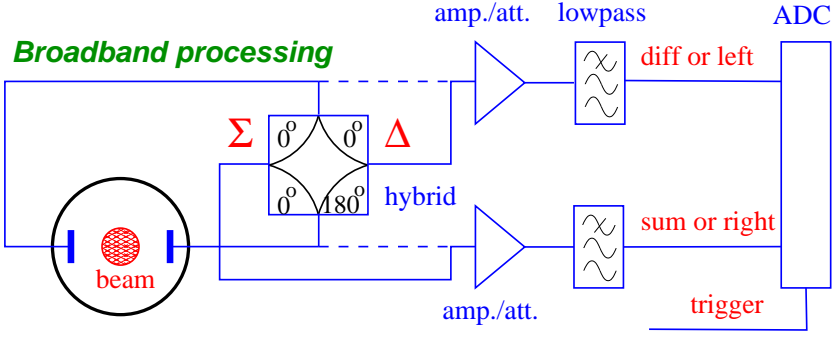 amp./att. lowpass ADC
Broadband processing
diff or left
Σ 0° 0° Δ
0° 180° hybrid
sum or right
beam
amp./att.
trigger